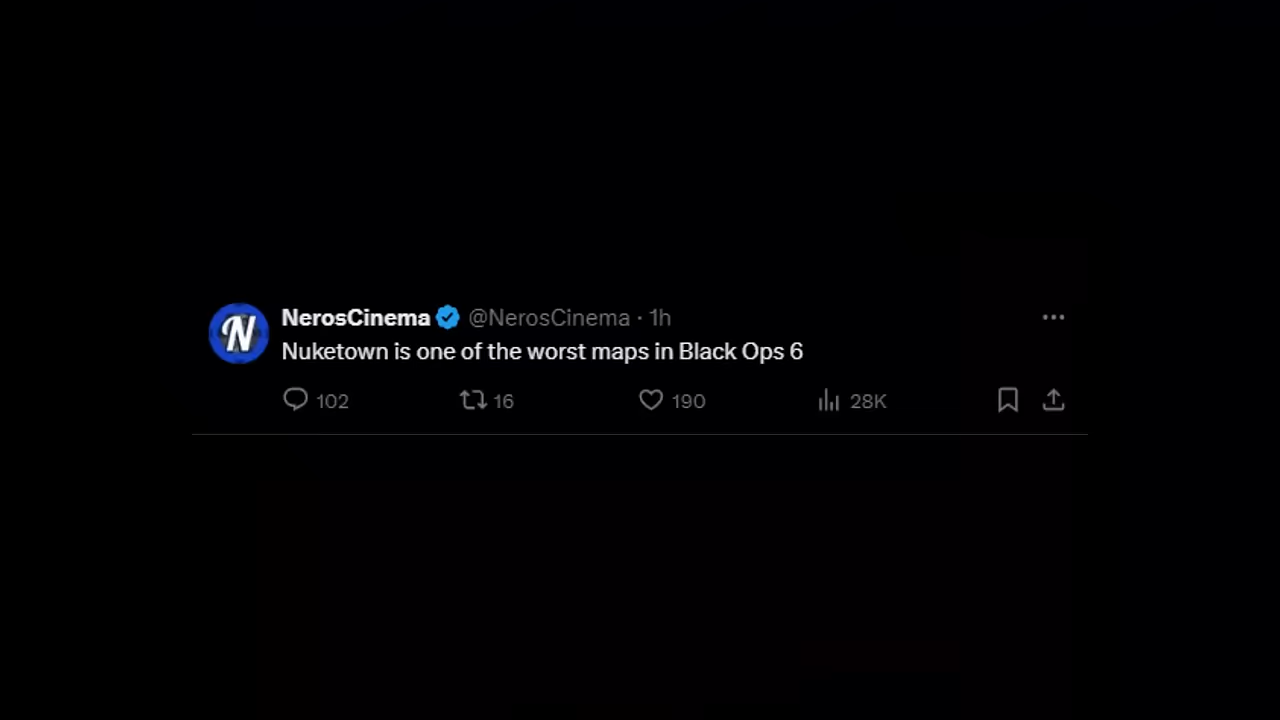 N
NerosCinema @NerosCinema · 1h
Nuketown is one of the worst maps in Black Ops 6
102 16 190 28K